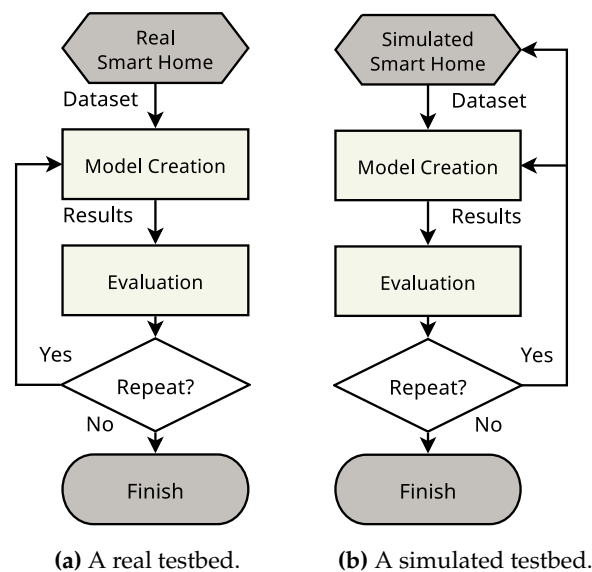 Real
Smart Home
Dataset
Model Creation
Results
Evaluation
Yes
Repeat?
No
Finish
(a) A real testbed.
Simulated
Smart Home
Dataset
Model Creation
Results
Evaluation
Yes
Repeat?
No
Finish
(b) A simulated testbed.